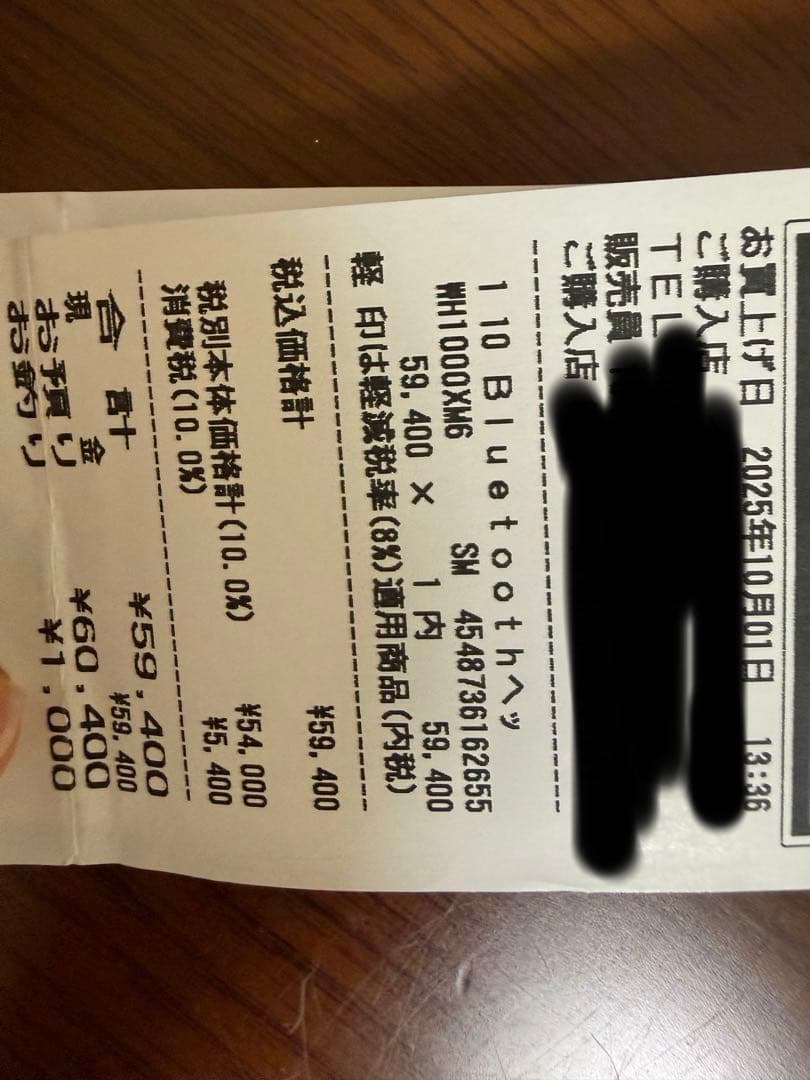 お買上げ日 2025年10月01日 13:36
ご購入店
TEL
販売員
ご購入店
1 10 Bluetoothヘッ
WH1000XM6 SM 4548736162655
59,400 × 1内 59,400
軽 印は軽減税率(8%)適用商品(内税)
税込価格計 ¥59,400
税別本体価格計(10.0%) ¥54,000
消費税(10.0%) ¥5,400
合計 ¥59,400
現金 ¥59,400
お預り ¥60,400
お釣り ¥1,000